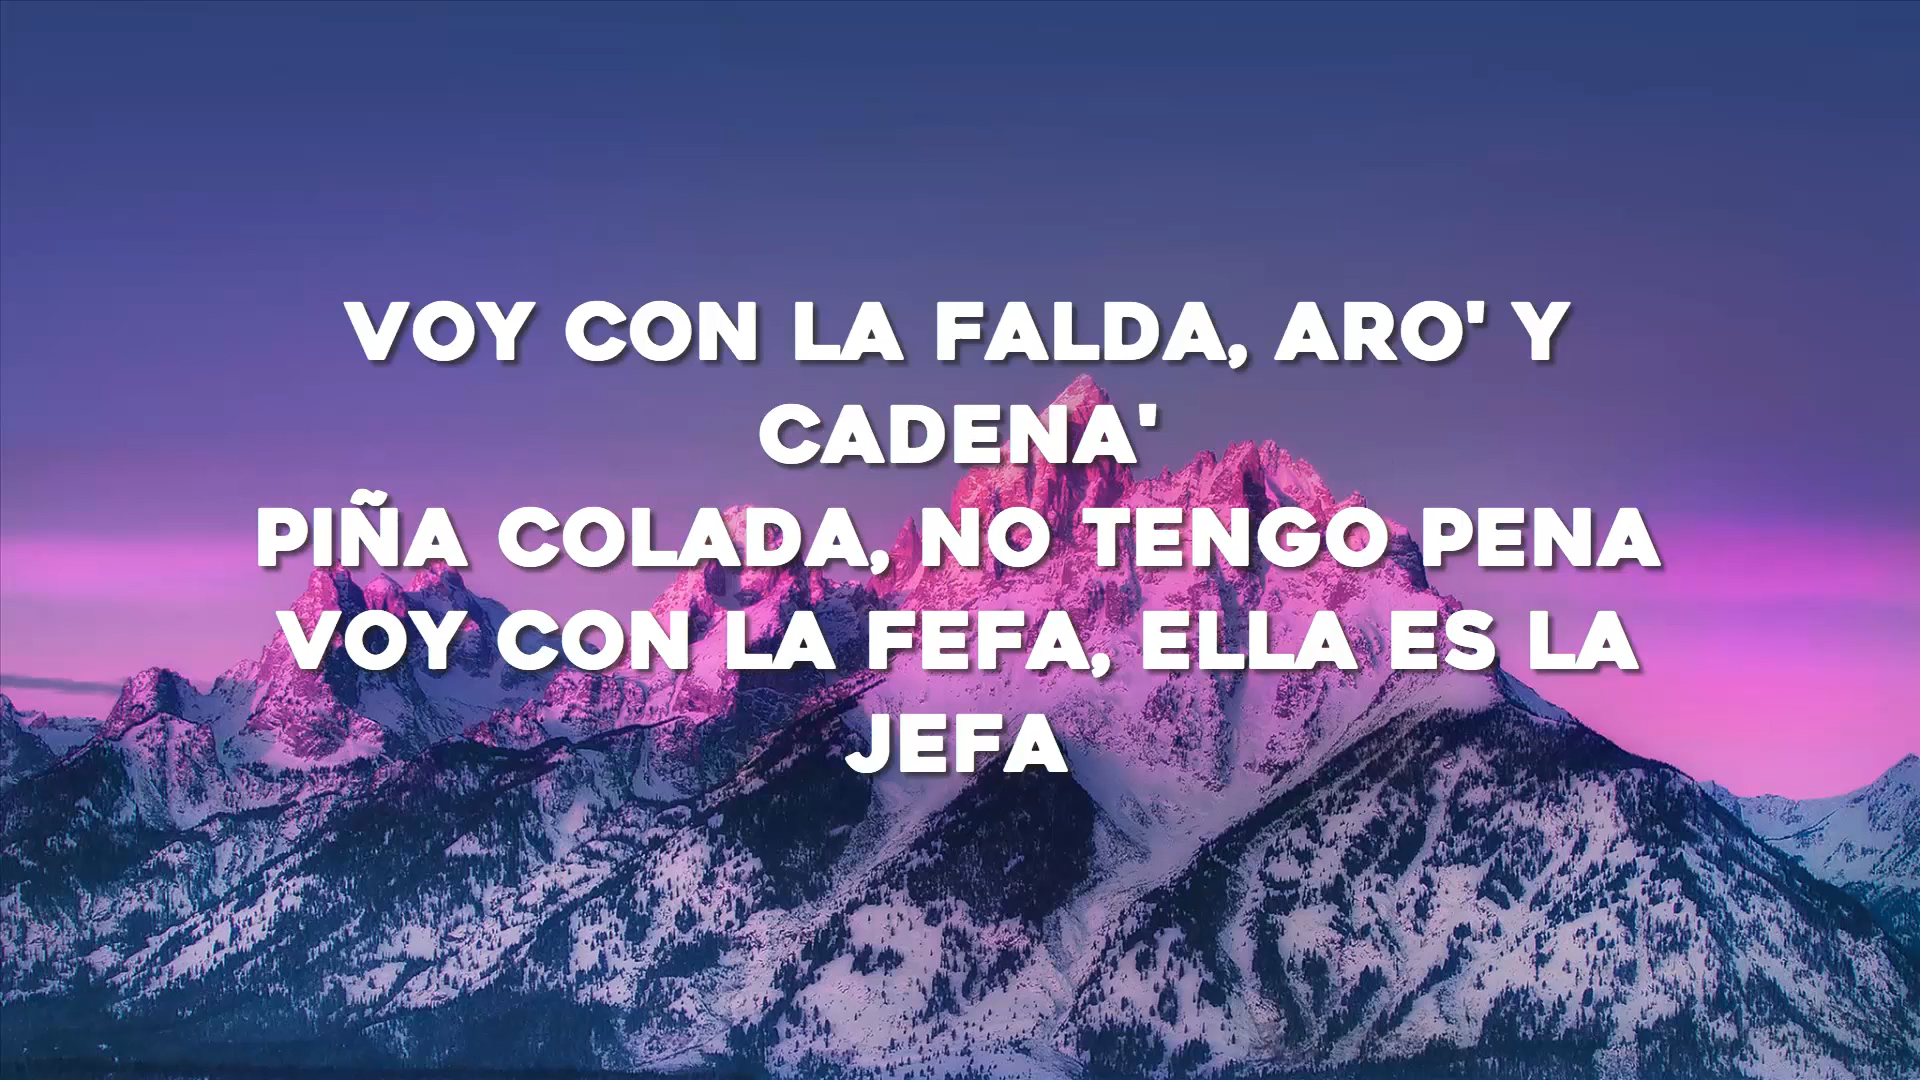 VOY CON LA FALDA, ARO' Y
CADENA'
PIÑA COLADA, NO TENGO PENA
VOY CON LA FEFA, ELLA ES LA
JEFA